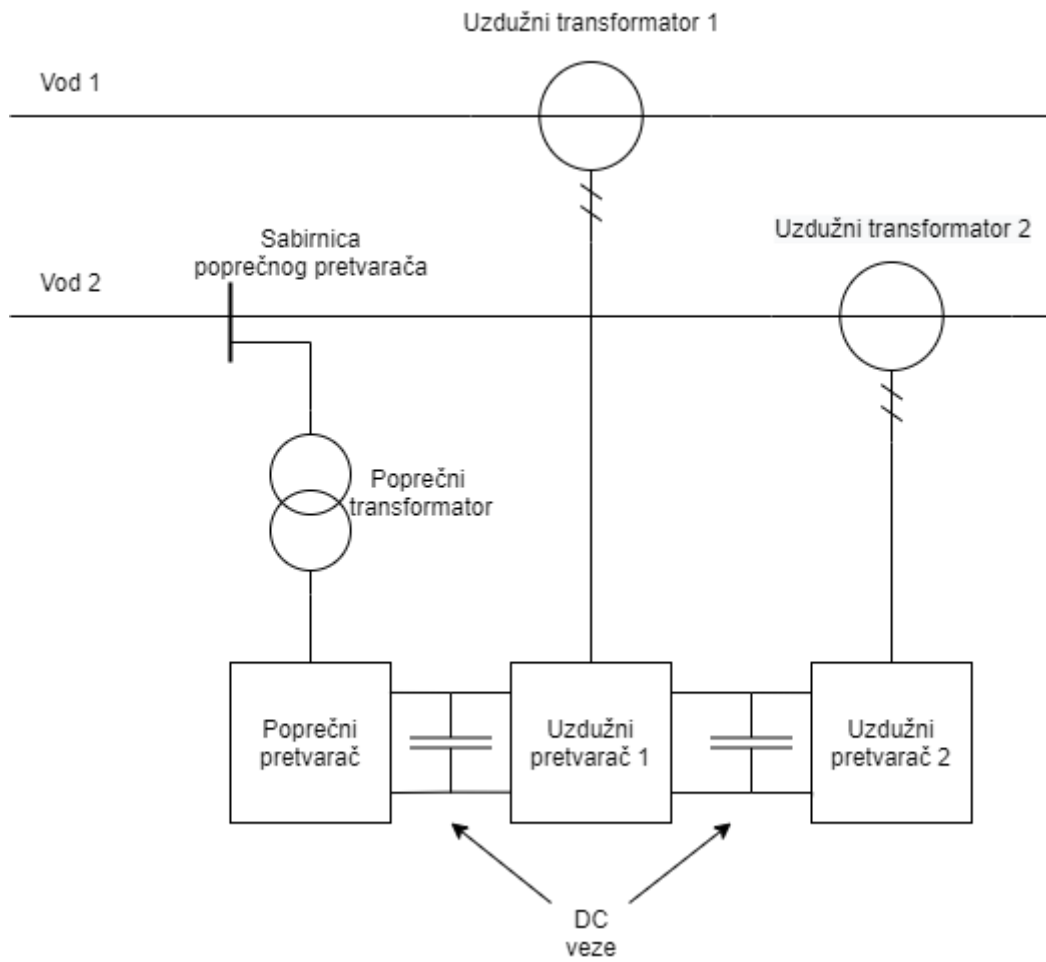 Uzdužni transformator 1
Vod 1
Uzdužni transformator 2
Sabirnica
poprečnog pretvarača
Vod 2
Poprečni
transformator
Poprečni
pretvarač
Uzdužni
pretvarač 1
Uzdužni
pretvarač 2
DC
veze